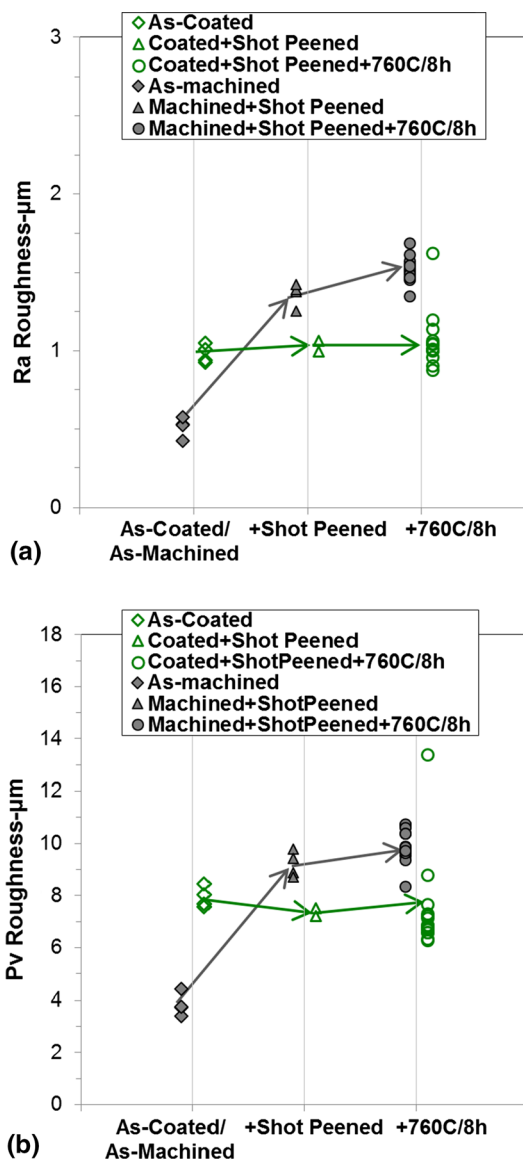 As-Coated
Coated+Shot Peened
Coated+Shot Peened+760C/8h
As-machined
Machined+Shot Peened
Machined+Shot Peened+760C/8h
3
2
1
0
Ra Roughness-µm
As-Coated/ +Shot Peened +760C/8h
As-Machined
(a)
As-Coated
Coated+Shot Peened
Coated+ShotPeened+760C/8h
As-machined
Machined+ShotPeened
Machined+ShotPeened+760C/8h
18
16
14
12
10
8
6
4
2
0
Pv Roughness-µm
As-Coated/ +Shot Peened +760C/8h
As-Machined
(b)